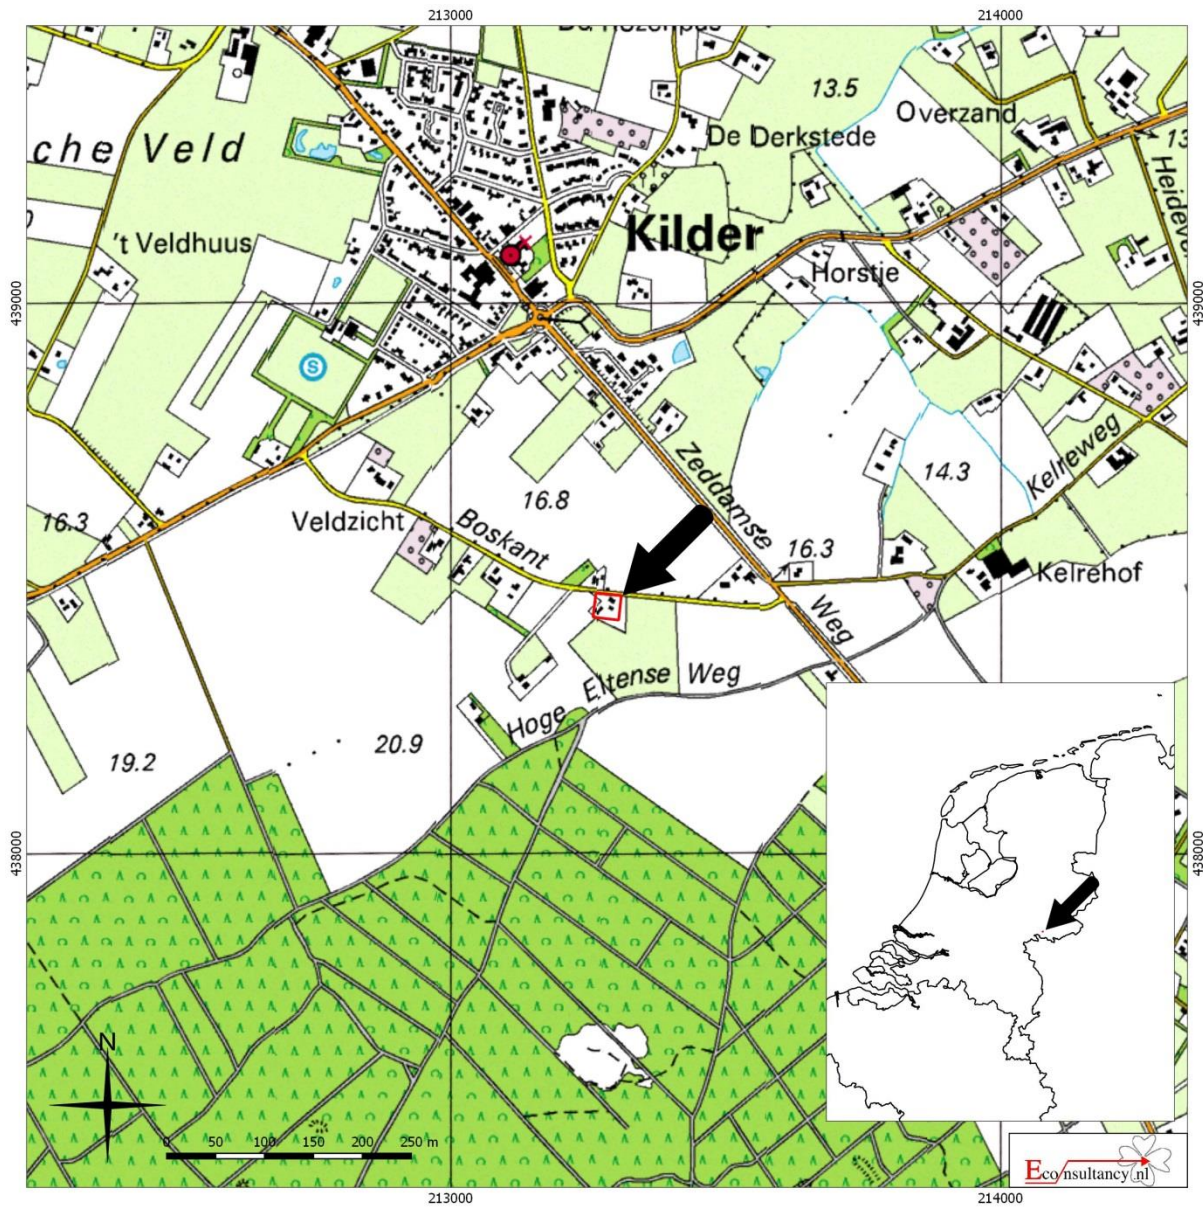 213000
214000
13.5
Overzand
De Derkstede
che Veld
Kilder
't Veldhuus
Horstje
439000
439000
S
Zeddamse
14.3
Kelreweg
16.8
16.3
Veldzicht
Boskant
16.3
Kelrehof
Weg
Hoge Eltense Weg
20.9
19.2
438000
438000
N
0 50 100 150 200 250 m
Econsultancy.nl
213000
214000